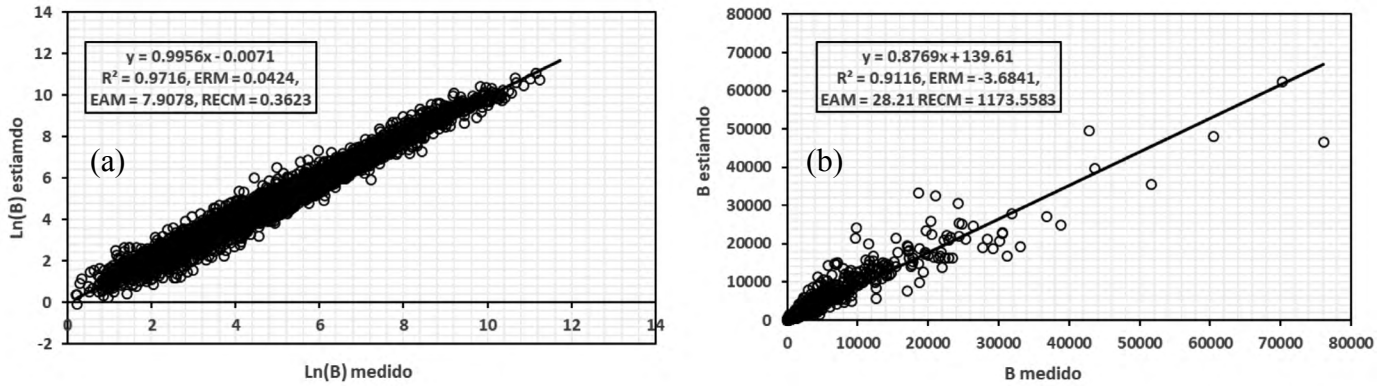 14
12
10
8
6
4
2
0
-2
0 2 4 6 8 10 12 14
Ln(B) estiamdo
Ln(B) medido
y = 0.9956x - 0.0071
R² = 0.9716, ERM = 0.0424,
EAM = 7.9078, RECM = 0.3623
(a)
80000
70000
60000
50000
40000
30000
20000
10000
0
0 10000 20000 30000 40000 50000 60000 70000 80000
B estiamdo
B medido
y = 0.8769x + 139.61
R² = 0.9116, ERM = -3.6841,
EAM = 28.21 RECM = 1173.5583
(b)